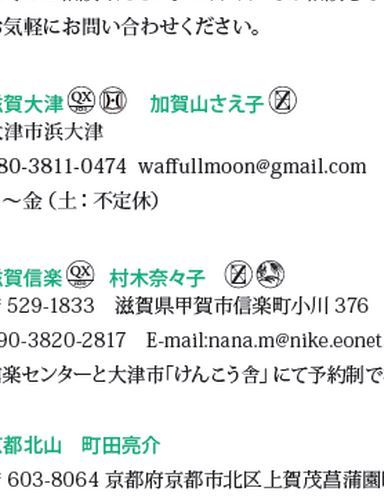 お気軽にお問い合わせください。
滋賀大津 QX 加賀山さえ子 Z
大津市浜大津
80-3811-0474 waffullmoon@gmail.com
～金（土：不定休）
滋賀信楽 QX 村木奈々子 Z
〒529-1833 滋賀県甲賀市信楽町小川 376
90-3820-2817 E-mail:nana.m@nike.eonet
信楽センターと大津市「けんこう舎」にて予約制で
京都北山 町田亮介
〒603-8064 京都府京都市北区上賀茂菖蒲園